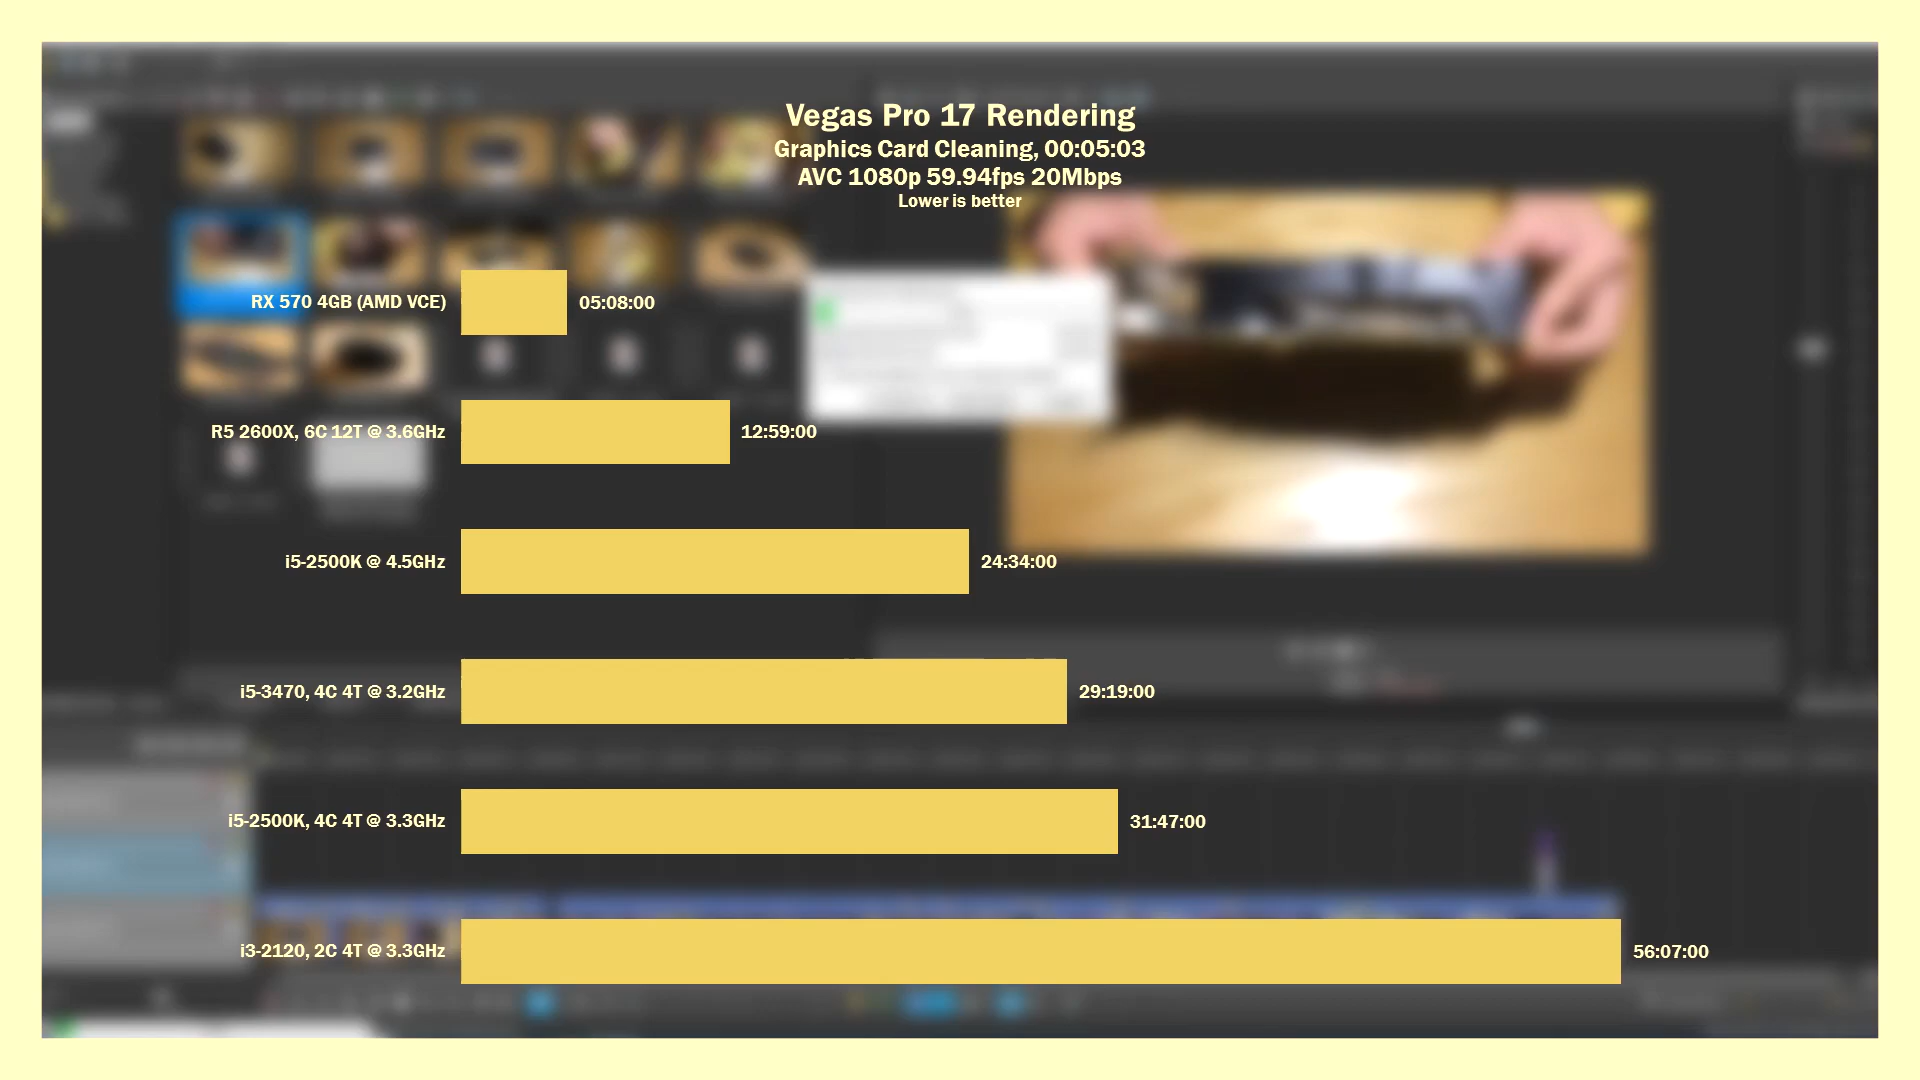 Vegas Pro 17 Rendering
Graphics Card Cleaning, 00:05:03
AVC 1080p 59.94fps 20Mbps
Lower is better
RX 570 4GB (AMD VCE) 05:08:00
R5 2600X, 6C 12T @ 3.6GHz 12:59:00
i5-2500K @ 4.5GHz 24:34:00
i5-3470, 4C 4T @ 3.2GHz 29:19:00
i5-2500K, 4C 4T @ 3.3GHz 31:47:00
i3-2120, 2C 4T @ 3.3GHz 56:07:00